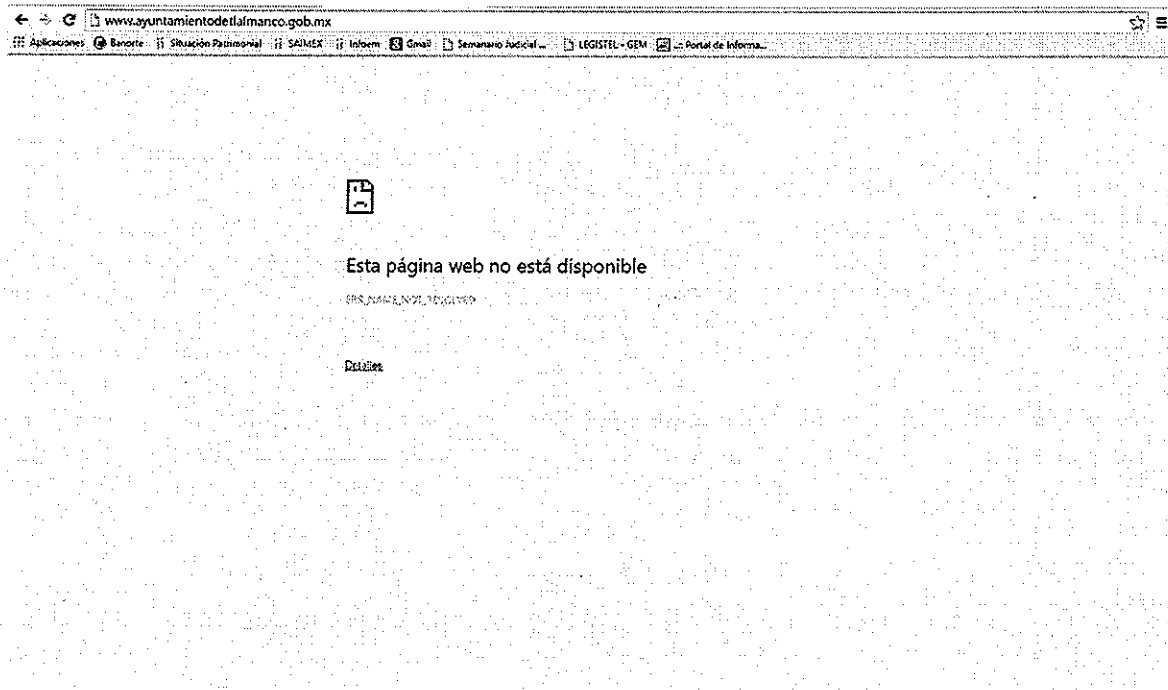 www.ayuntamientodetlalmanco.gob.mx
Aplicaciones Banorte Situación Patrimonial SAIMEX Infoem Gmail Semanario Judicial ... LEGISTEL - GEM ..:: Portal de Informa...
Esta página web no está disponible
ERR_NAME_NOT_RESOLVED
Detalles